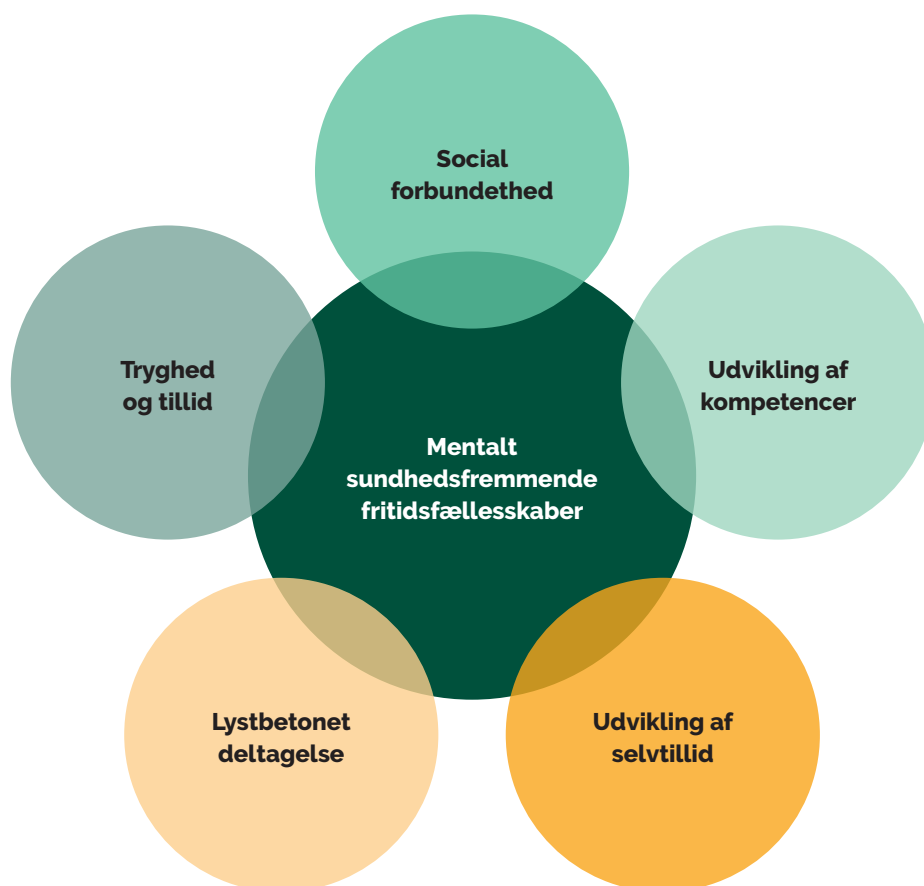 Social
forbundethed
Tryghed
og tillid
Udvikling af
kompetencer
Mentalt
sundhedsfremmende
fritidsfællesskaber
Lystbetonet
deltagelse
Udvikling af
selvtillid